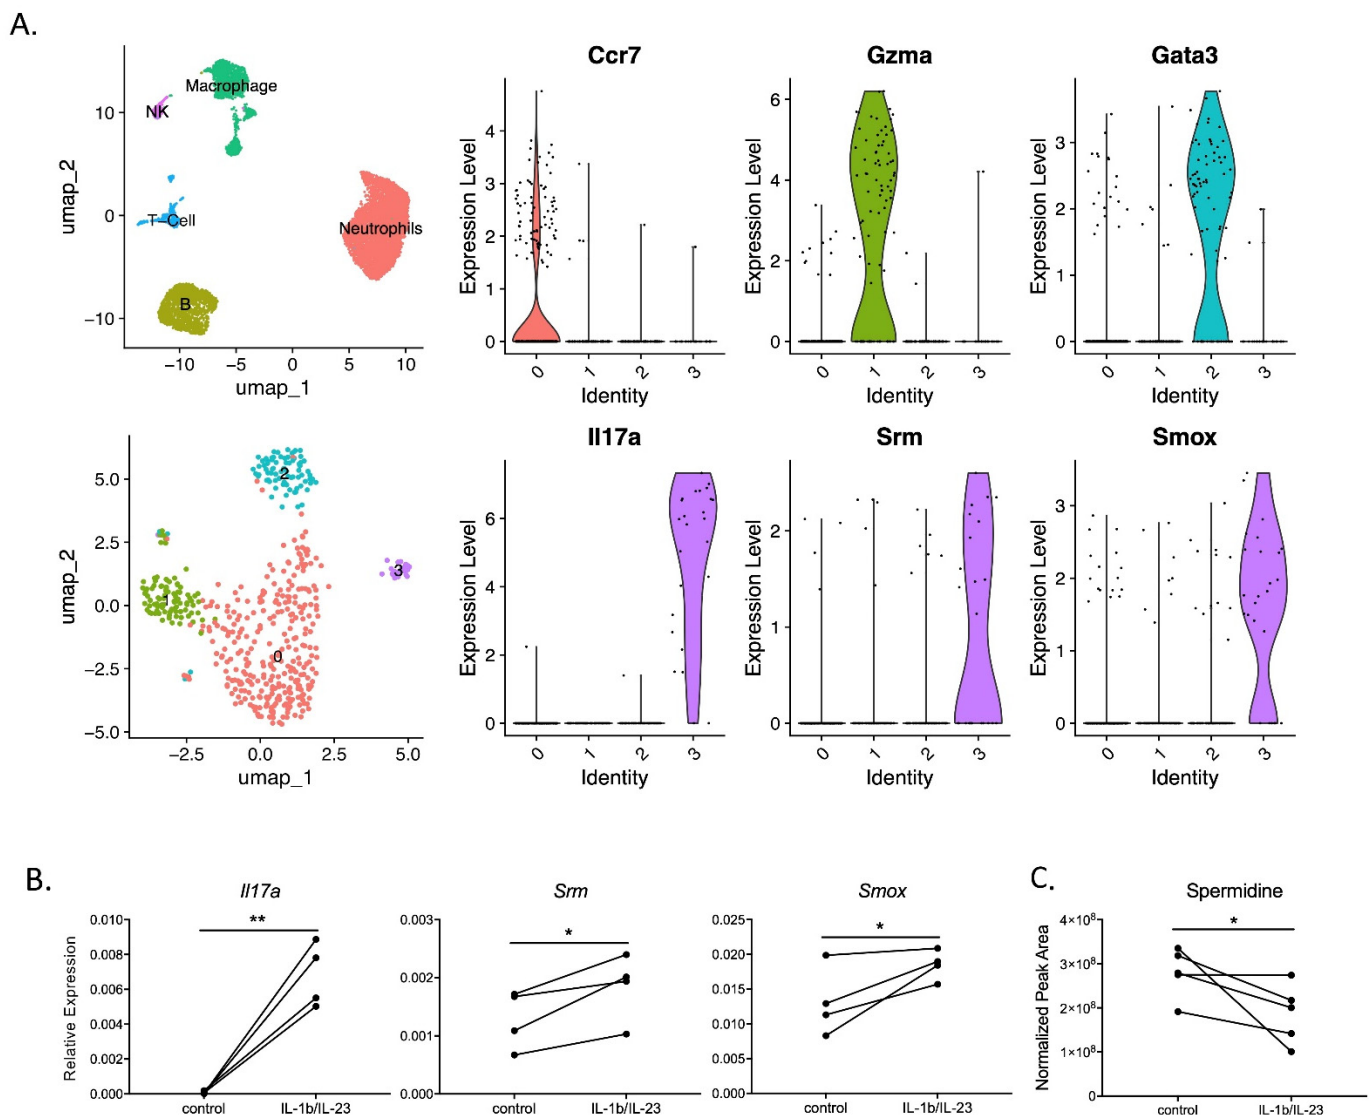 A.
Macrophage
NK
T-Cell
Neutrophils
B
umap_2
10
0
−10
−10
−5
0
5
10
umap_1
Ccr7
Expression Level
4
3
2
1
0
0
1
2
3
Identity
Gzma
Expression Level
6
4
2
0
0
1
2
3
Identity
Gata3
Expression Level
3
2
1
0
0
1
2
3
Identity
umap_2
5.0
2.5
0.0
−2.5
−5.0
2
1
3
0
−2.5
0.0
2.5
5.0
umap_1
Il17a
Expression Level
6
4
2
0
0
1
2
3
Identity
Srm
Expression Level
2
1
0
0
1
2
3
Identity
Smox
Expression Level
3
2
1
0
0
1
2
3
Identity
B.
Il17a
Relative Expression
0.010
0.008
0.006
0.004
0.002
0.000
**
control
IL-1b/IL-23
Srm
0.003
0.002
0.001
0.000
*
control
IL-1b/IL-23
Smox
0.025
0.020
0.015
0.010
0.005
0.000
*
control
IL-1b/IL-23
C.
Spermidine
Normalized Peak Area
4×10⁸
3×10⁸
2×10⁸
1×10⁸
0
*
control
IL-1b/IL-23